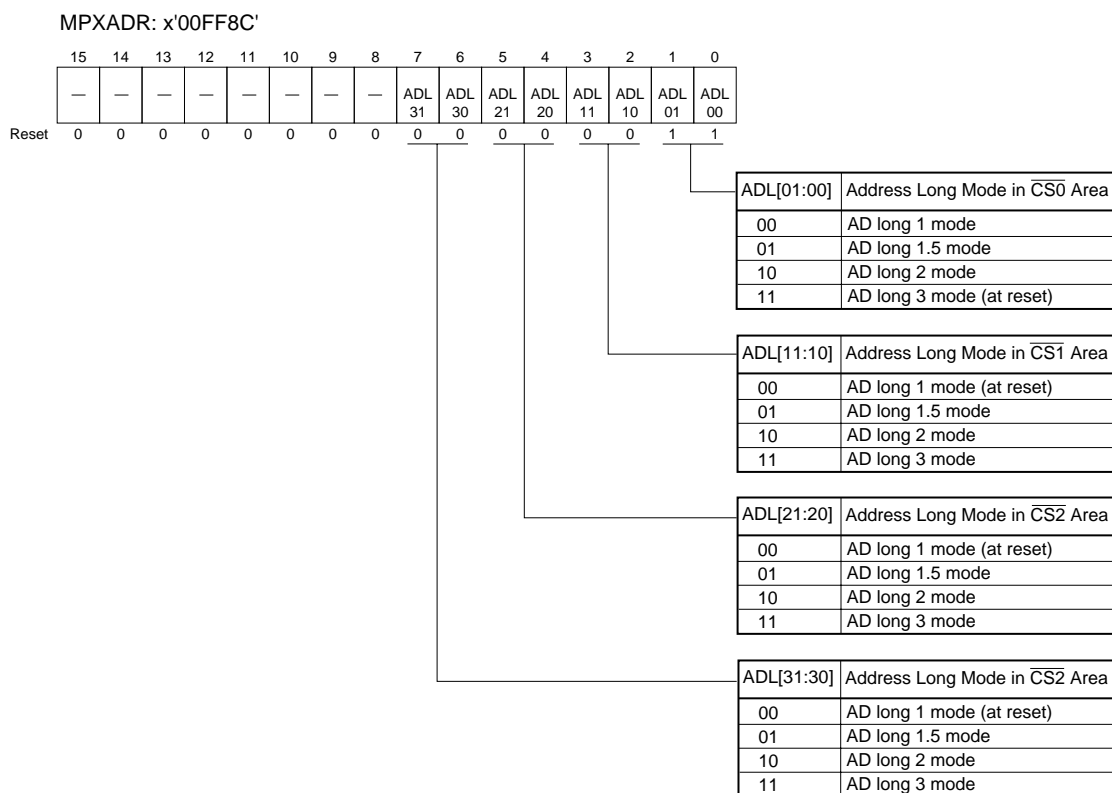 MPXADR: x'00FF8C'
15 14 13 12 11 10 9 8 7 6 5 4 3 2 1 0
— — — — — — — — ADL 31 ADL 30 ADL 21 ADL 20 ADL 11 ADL 10 ADL 01 ADL 00
Reset 0 0 0 0 0 0 0 0 0 0 0 0 0 0 1 1
ADL[01:00] Address Long Mode in C̅S̅0̅ Area
00 AD long 1 mode
01 AD long 1.5 mode
10 AD long 2 mode
11 AD long 3 mode (at reset)
ADL[11:10] Address Long Mode in C̅S̅1̅ Area
00 AD long 1 mode (at reset)
01 AD long 1.5 mode
10 AD long 2 mode
11 AD long 3 mode
ADL[21:20] Address Long Mode in C̅S̅2̅ Area
00 AD long 1 mode (at reset)
01 AD long 1.5 mode
10 AD long 2 mode
11 AD long 3 mode
ADL[31:30] Address Long Mode in C̅S̅2̅ Area
00 AD long 1 mode (at reset)
01 AD long 1.5 mode
10 AD long 2 mode
11 AD long 3 mode